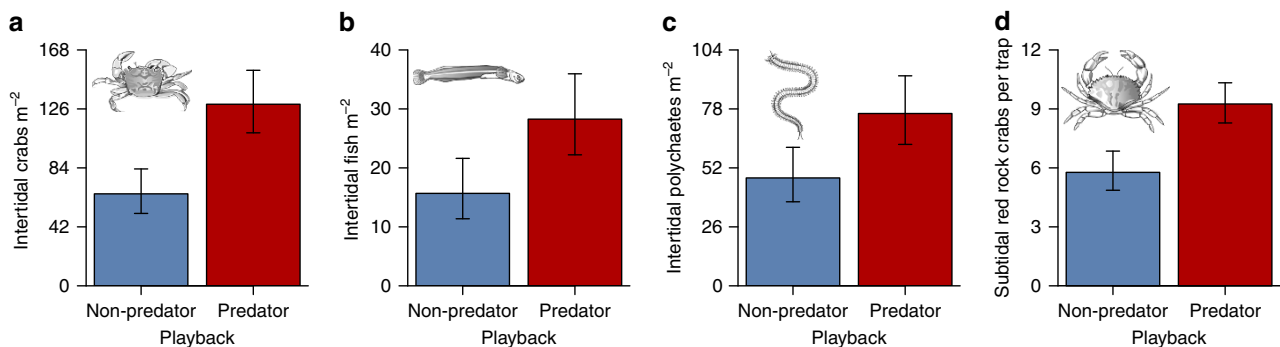 a
Intertidal crabs m⁻²
168
126
84
42
0
Non-predator Predator
Playback
b
Intertidal fish m⁻²
40
30
20
10
0
Non-predator Predator
Playback
c
Intertidal polychaetes m⁻²
104
78
52
26
0
Non-predator Predator
Playback
d
Subtidal red rock crabs per trap
12
9
6
3
0
Non-predator Predator
Playback